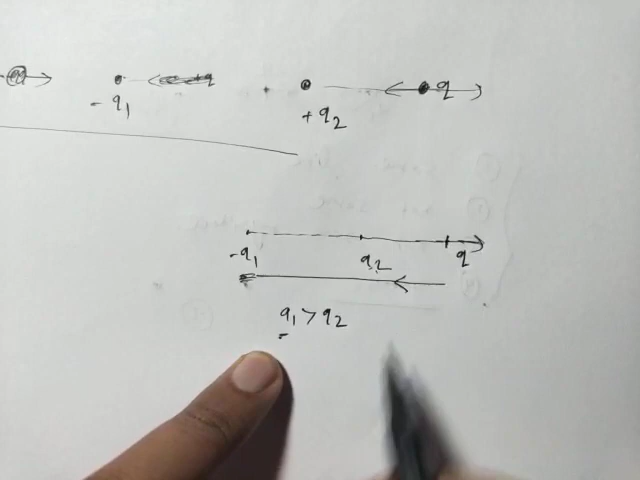 q
- q₁
+ q₂
-q₁ q₂ q
q₁ > q₂